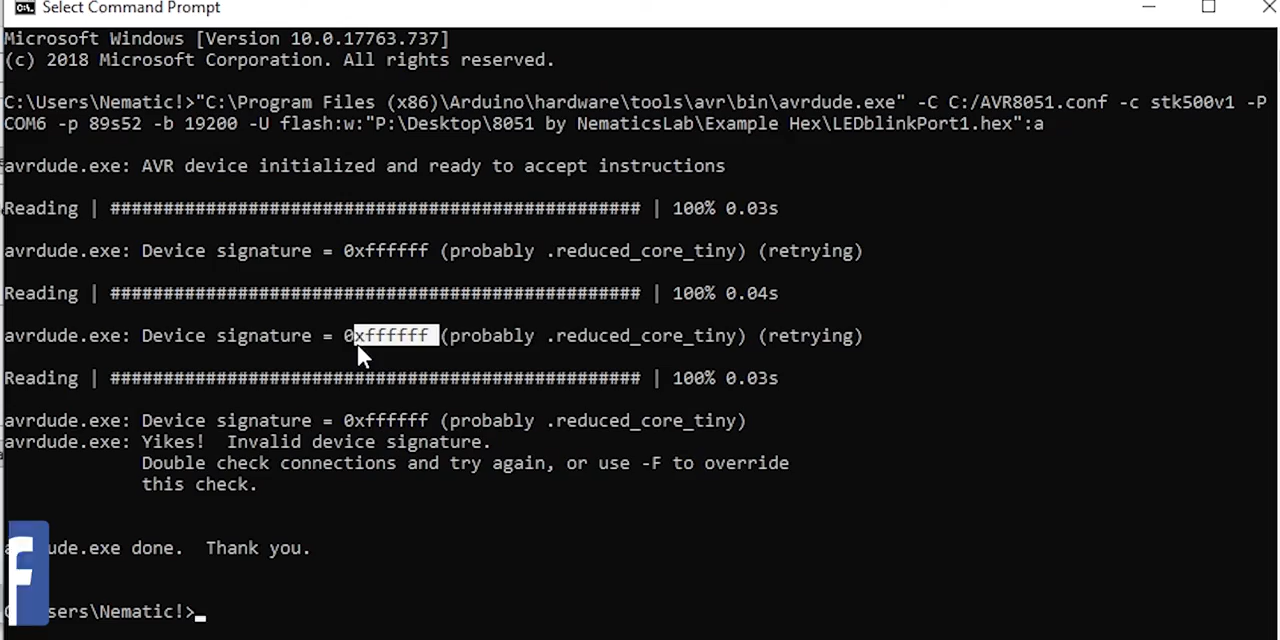 Select Command Prompt
Microsoft Windows [Version 10.0.17763.737]
(c) 2018 Microsoft Corporation. All rights reserved.
C:\Users\Nematic!>"C:\Program Files (x86)\Arduino\hardware\tools\avr\bin\avrdude.exe" -C C:/AVR8051.conf -c stk500v1 -P
COM6 -p 89s52 -b 19200 -U flash:w:"P:\Desktop\8051 by NematicsLab\Example Hex\LEDblinkPort1.hex":a
avrdude.exe: AVR device initialized and ready to accept instructions
Reading | ################################################## | 100% 0.03s
avrdude.exe: Device signature = 0xffffff (probably .reduced_core_tiny) (retrying)
Reading | ################################################## | 100% 0.04s
avrdude.exe: Device signature = 0xffffff (probably .reduced_core_tiny) (retrying)
Reading | ################################################## | 100% 0.03s
avrdude.exe: Device signature = 0xffffff (probably .reduced_core_tiny)
avrdude.exe: Yikes!  Invalid device signature.
Double check connections and try again, or use -F to override
this check.
ude.exe done.  Thank you.
sers\Nematic!>
f